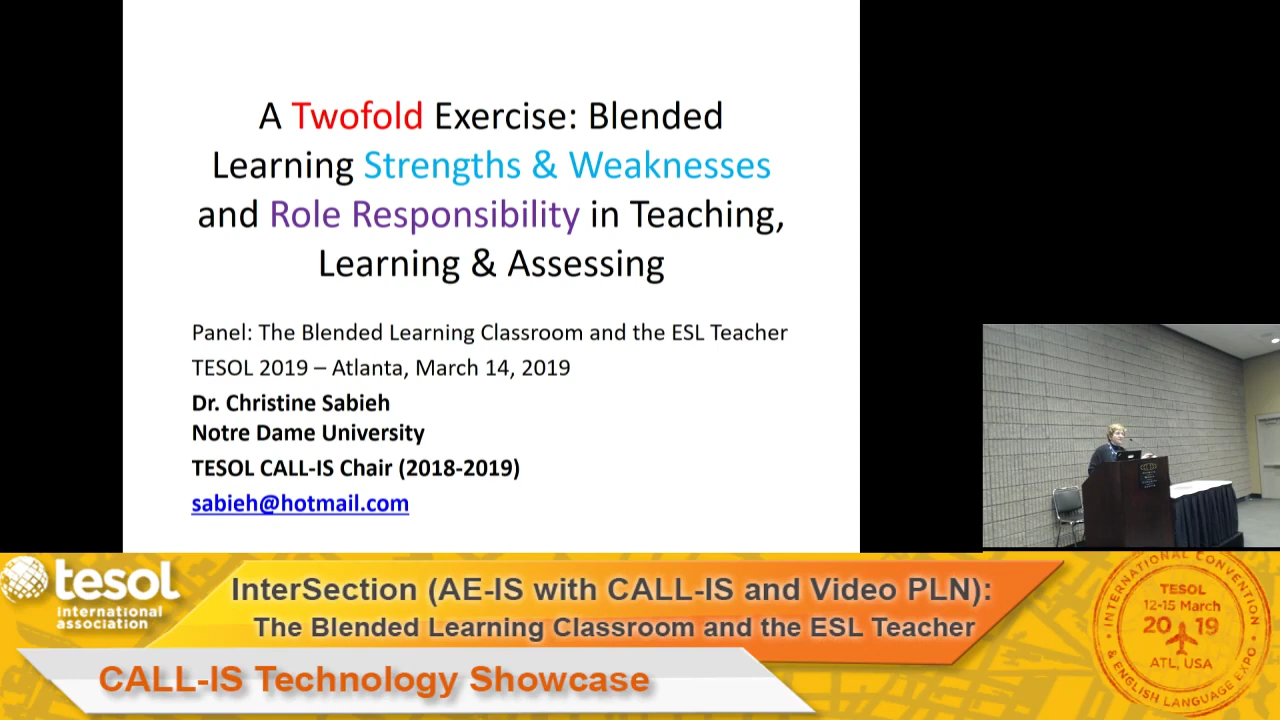 A Twofold Exercise: Blended
Learning Strengths & Weaknesses
and Role Responsibility in Teaching,
Learning & Assessing
Panel: The Blended Learning Classroom and the ESL Teacher
TESOL 2019 – Atlanta, March 14, 2019
Dr. Christine Sabieh
Notre Dame University
TESOL CALL-IS Chair (2018-2019)
sabieh@hotmail.com
tesol
international
association
InterSection (AE-IS with CALL-IS and Video PLN):
The Blended Learning Classroom and the ESL Teacher
CALL-IS Technology Showcase
INTERNATIONAL CONVENTION
TESOL
12-15 March
20 19
ATL, USA
& ENGLISH LANGUAGE EXPO